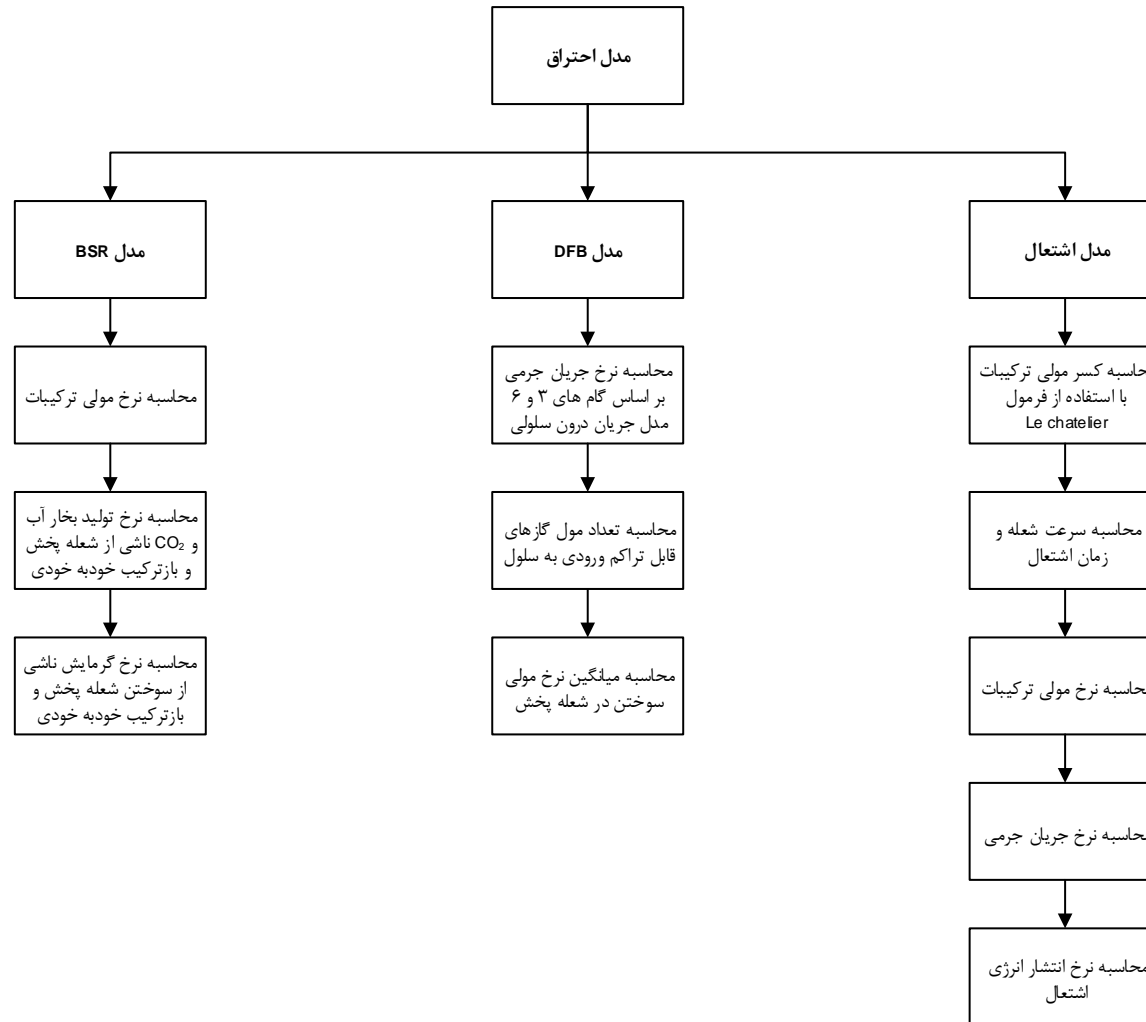 مدل احتراق
مدل اشتعال
حاسبه کسر مولی ترکیبات
با استفاده از فرمول
Le chatelier
محاسبه سرعت شعله و
زمان اشتعال
محاسبه نرخ مولی ترکیبات
محاسبه نرخ جریان جرمی
محاسبه نرخ انتشار انرژی
اشتعال
مدل DFB
محاسبه نرخ جریان جرمی
بر اساس گام های ۳ و ۶
مدل جریان درون سلولی
محاسبه تعداد مول گازهای
قابل تراکم ورودی به سلول
محاسبه میانگین نرخ مولی
سوختن در شعله پخش
مدل BSR
محاسبه نرخ مولی ترکیبات
محاسبه نرخ تولید بخار آب
و CO₂ ناشی از شعله پخش
و بازترکیب خودبه خودی
محاسبه نرخ گرمایش ناشی
از سوختن شعله پخش و
بازترکیب خودبه خودی